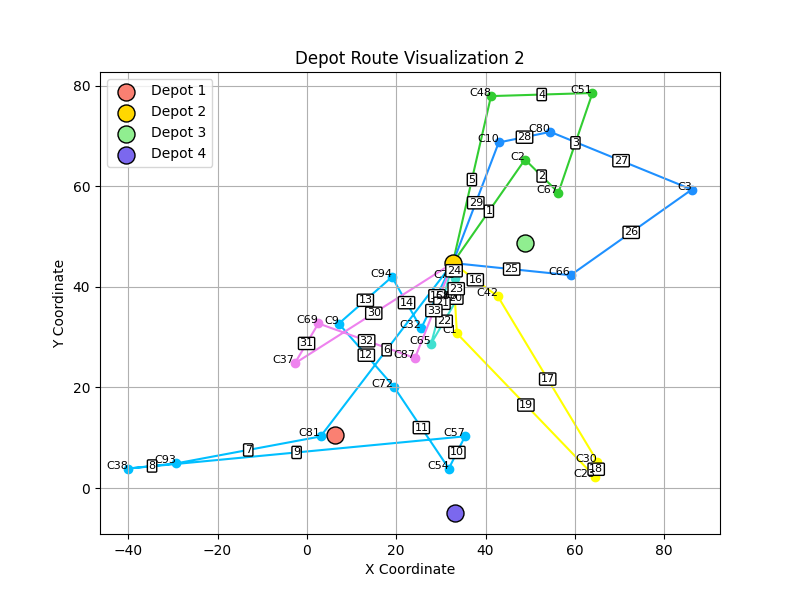 Depot Route Visualization 2
Depot 1
Depot 2
Depot 3
Depot 4
Y Coordinate
80
60
40
20
0
C48
4
C51
C10
28
C80
3
27
C2
2
5
C67
C3
29
1
26
24
25
C66
C94
16
23
C42
13
14
15
21
30
33
C69
C9
C32
22
C1
31
32
C65
6
12
C87
C37
17
C72
19
11
C81
C57
7
9
10
C93
C38
8
C54
C30
18
C23
−40
−20
0
20
40
60
80
X Coordinate